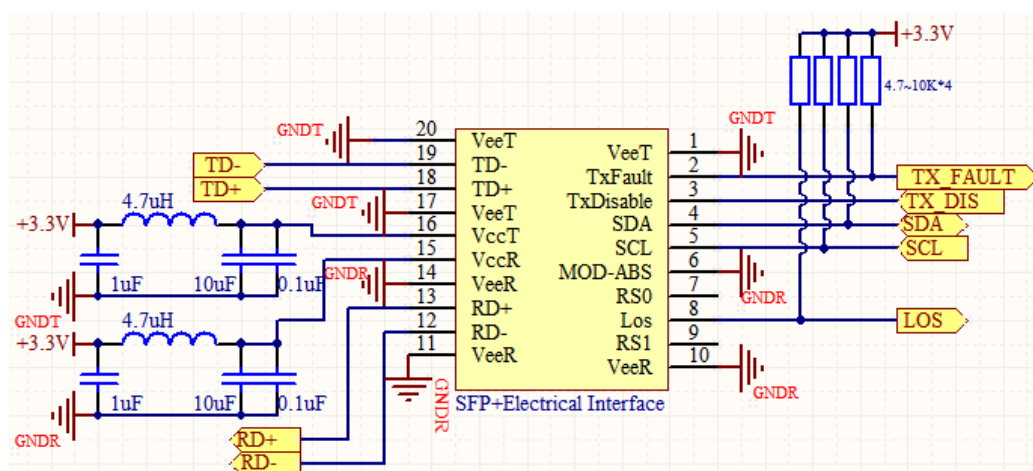 +3.3V
4.7~10K*4
GNDT
20
VeeT
19
TD-
TD-
18
TD+
TD+
17
VeeT
GNDT
16
VccT
15
VccR
14
VeeR
GNDR
13
RD+
12
RD-
11
VeeR
GNDR
GNDT
1
VeeT
2
TxFault
TX_FAULT
3
TxDisable
TX_DIS
4
SDA
SDA
5
SCL
SCL
6
MOD-ABS
GNDR
7
RS0
8
Los
LOS
9
RS1
10
VeeR
GNDR
SFP+Electrical Interface
4.7uH
+3.3V
1uF
10uF
0.1uF
GNDT
4.7uH
+3.3V
1uF
10uF
0.1uF
GNDR
RD+
RD-